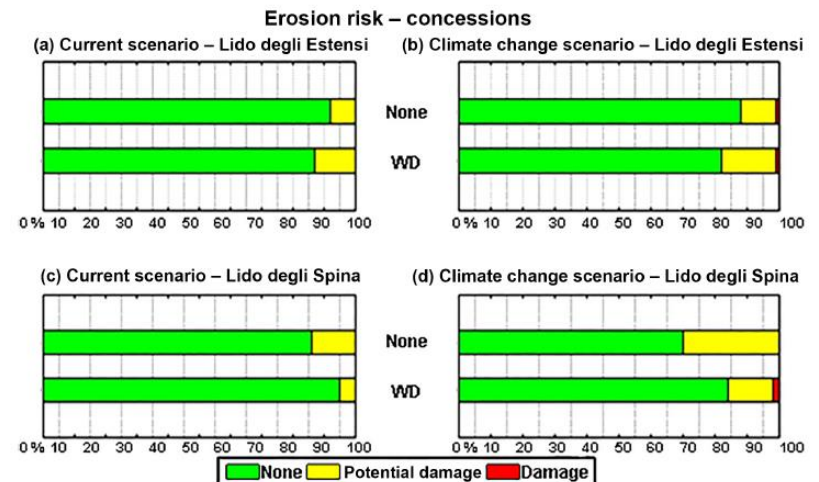 Erosion risk – concessions
(a) Current scenario – Lido degli Estensi
(b) Climate change scenario – Lido degli Estensi
None
WD
0 % 10 20 30 40 50 60 70 80 90 100
0 % 10 20 30 40 50 60 70 80 100
(c) Current scenario – Lido degli Spina
(d) Climate change scenario – Lido degli Spina
None
WD
0 % 10 20 30 40 50 60 70 80 90 100
0 % 10 20 30 40 50 60 70 80 100
None Potential damage Damage